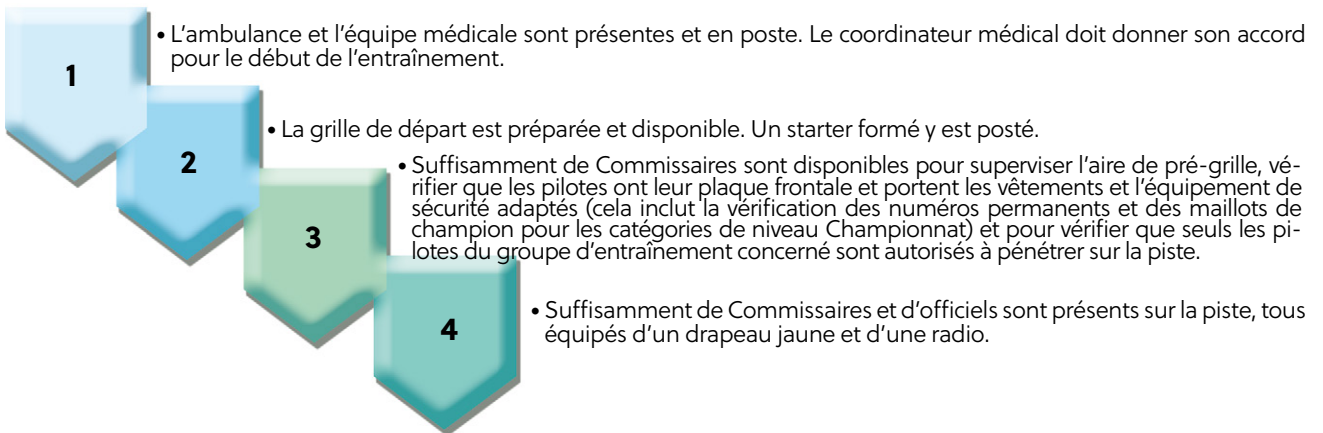 1
• L’ambulance et l’équipe médicale sont présentes et en poste. Le coordinateur médical doit donner son accord
pour le début de l’entraînement.
2
• La grille de départ est préparée et disponible. Un starter formé y est posté.
3
• Suffisamment de Commissaires sont disponibles pour superviser l’aire de pré-grille, vé-
rifier que les pilotes ont leur plaque frontale et portent les vêtements et l’équipement de
sécurité adaptés (cela inclut la vérification des numéros permanents et des maillots de
champion pour les catégories de niveau Championnat) et pour vérifier que seuls les pi-
lotes du groupe d’entraînement concerné sont autorisés à pénétrer sur la piste.
4
• Suffisamment de Commissaires et d’officiels sont présents sur la piste, tous
équipés d’un drapeau jaune et d’une radio.